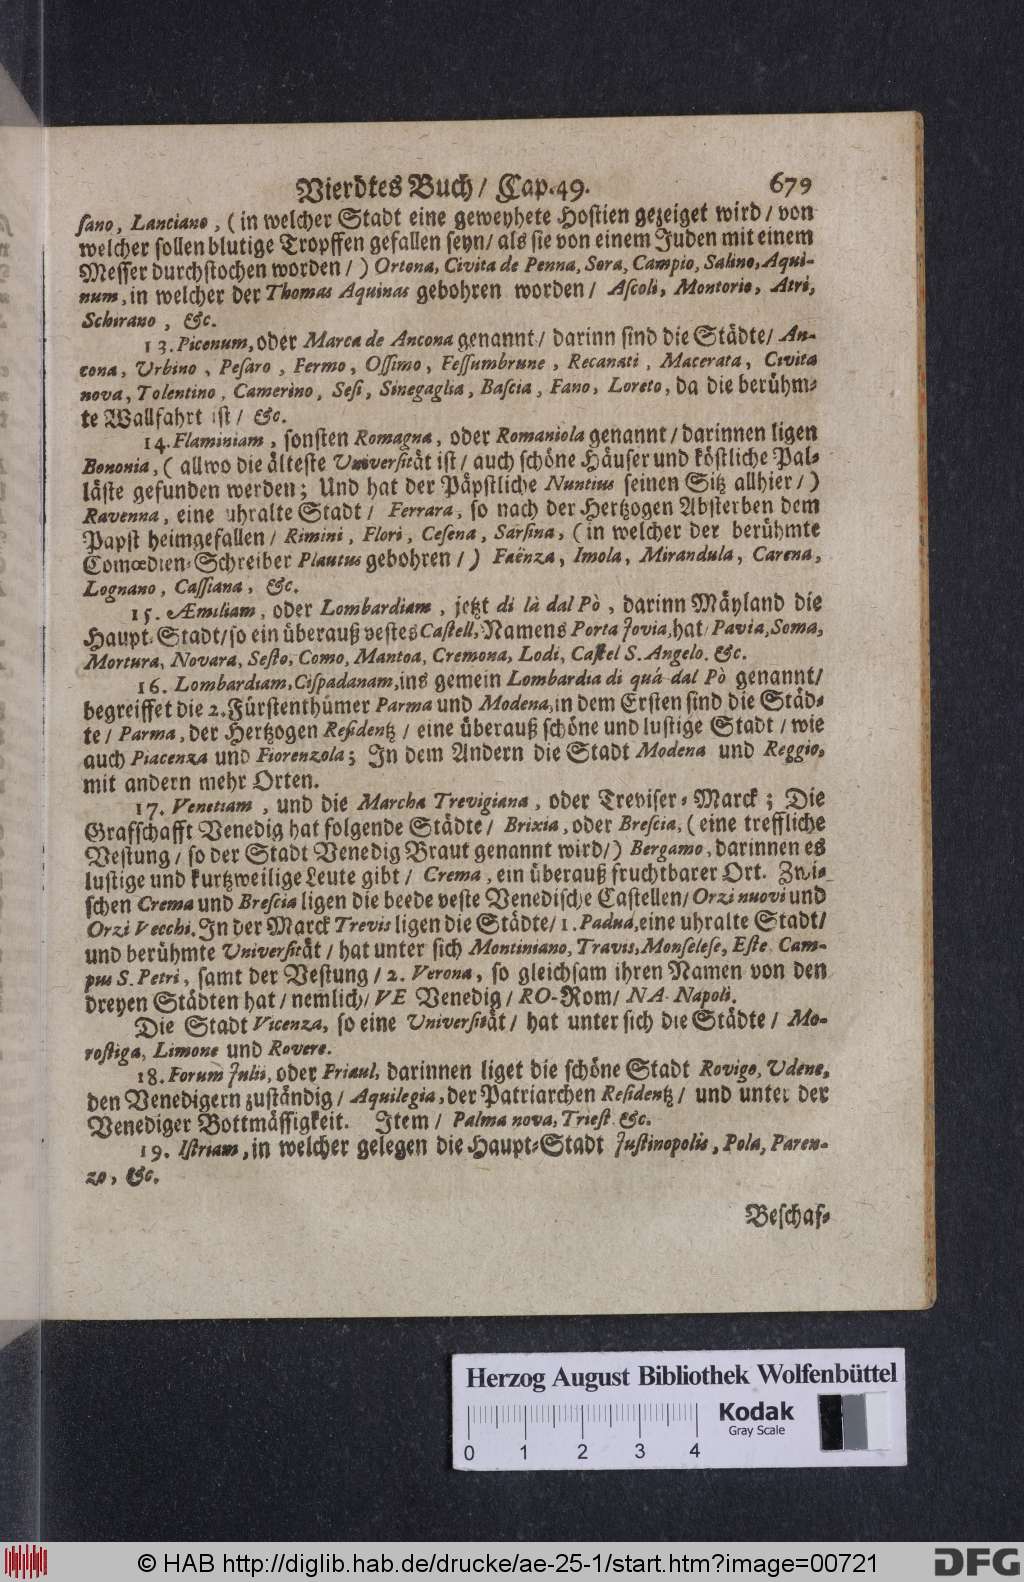 Vierdtes Buch / Cap. 49. 679
ſano, Lanciano, (in welcher Stadt eine geweyhete Hoſtien gezeiget wird / von
welcher ſollen blutige Tropffen gefallen ſeyn / als ſie von einem Juden mit einem
Meſſer durchſtochen worden /) Ortona, Civita de Penna, Sora, Campio, Salino, Aqui-
num, in welcher der Thomas Aquinas gebohren worden / Aſcoli, Montorio, Atri,
Schirano, &c.
13. Picenum, oder Marca de Ancona genannt / darinn ſind die Städte / An-
cona, Urbino, Peſaro, Fermo, Oſſimo, Feſſumbrune, Recanati, Macerata, Civita
nova, Tolentino, Camerino, Seſi, Sinegaglia, Baſcia, Fano, Loreto, da die berühm-
te Wallfahrt iſt / &c.
14. Flaminiam, ſonſten Romagna, oder Romaniola genannt / darinnen ligen
Bononia, (allwo die älteſte Univerſität iſt / auch ſchöne Häuſer und köſtliche Pal-
läſte gefunden werden; Und hat der Päpſtliche Nuntius ſeinen Sitz allhier /)
Ravenna, eine uhralte Stadt / Ferrara, ſo nach der Hertzogen Abſterben dem
Papſt heimgefallen / Rimini, Flori, Ceſena, Sarſina, (in welcher der berühmte
Comœdien-Schreiber Plautus gebohren /) Faënza, Imola, Mirandula, Carena,
Lognano, Caſſiana, &c.
15. Æmiliam, oder Lombardiam, jetzt di là dal Pò, darinn Mäyland die
Haupt-Stadt / ſo ein überauß veſtes Caſtell, Namens Porta Jovia, hat / Pavia, Soma,
Mortura, Novara, Seſto, Como, Mantoa, Cremona, Lodi, Caſtel S. Angelo. &c.
16. Lombardiam, Ciſpadanam, ins gemein Lombardia di quà dal Pò genannt /
begreiffet die 2. Fürſtenthümer Parma und Modena, in dem Erſten ſind die Städ-
te / Parma, der Hertzogen Reſidentz / eine überauß ſchöne und luſtige Stadt / wie
auch Piacenza und Fiorenzola; In dem Andern die Stadt Modena und Reggio,
mit andern mehr Orten.
17. Venetiam, und die Marcha Trevigiana, oder Treviſer-Marck; Die
Grafſchafft Venedig hat folgende Städte / Brixia, oder Breſcia, (eine treffliche
Veſtung / ſo der Stadt Venedig Braut genannt wird /) Bergamo, darinnen es
luſtige und kurtzweilige Leute gibt / Crema, ein überauß fruchtbarer Ort. Zwi-
ſchen Crema und Breſcia ligen die beede veſte Venediſche Caſtellen / Orzi nuovi und
Orzi Vecchi. In der Marck Trevis ligen die Städte / 1. Padua, eine uhralte Stadt /
und berühmte Univerſität / hat unter ſich Montiniano, Travis, Monſeleſe, Eſte, Cam-
pus S. Petri, ſamt der Veſtung / 2. Verona, ſo gleichſam ihren Namen von den
dreyen Städten hat / nemlich / VE Venedig / RO-Rom / NA Napoli.
Die Stadt Vicenza, ſo eine Univerſität / hat unter ſich die Städte / Mo-
roſtiga, Limone und Rovere.
18. Forum Julii, oder Friaul, darinnen liget die ſchöne Stadt Rovigo, Udene,
den Venedigern zuſtändig / Aquilegia, der Patriarchen Reſidentz / und unter der
Venediger Bottmäſſigkeit. Item / Palma nova, Trieſt. &c.
19. Iſtriam, in welcher gelegen die Haupt-Stadt Juſtinopolis, Pola, Paren-
zo, &c.
Beſchaf-
Herzog August Bibliothek Wolfenbüttel
Kodak
Gray Scale
0 1 2 3 4
© HAB http://diglib.hab.de/drucke/ae-25-1/start.htm?image=00721
DFG